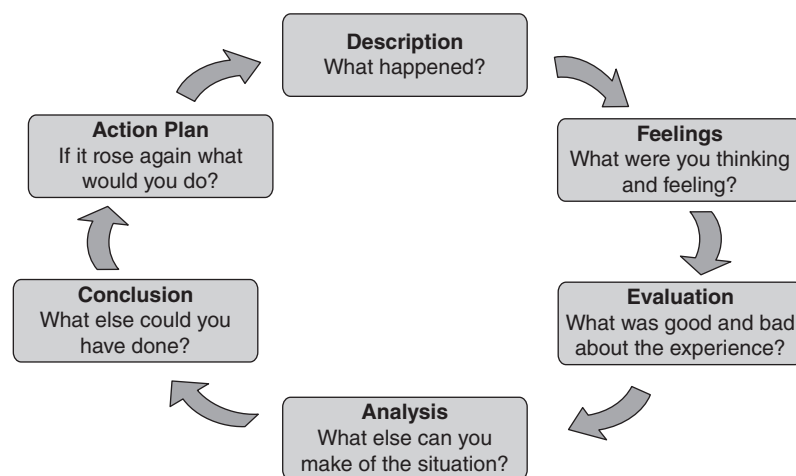 Description
What happened?
Feelings
What were you thinking
and feeling?
Evaluation
What was good and bad
about the experience?
Analysis
What else can you
make of the situation?
Conclusion
What else could you
have done?
Action Plan
If it rose again what
would you do?